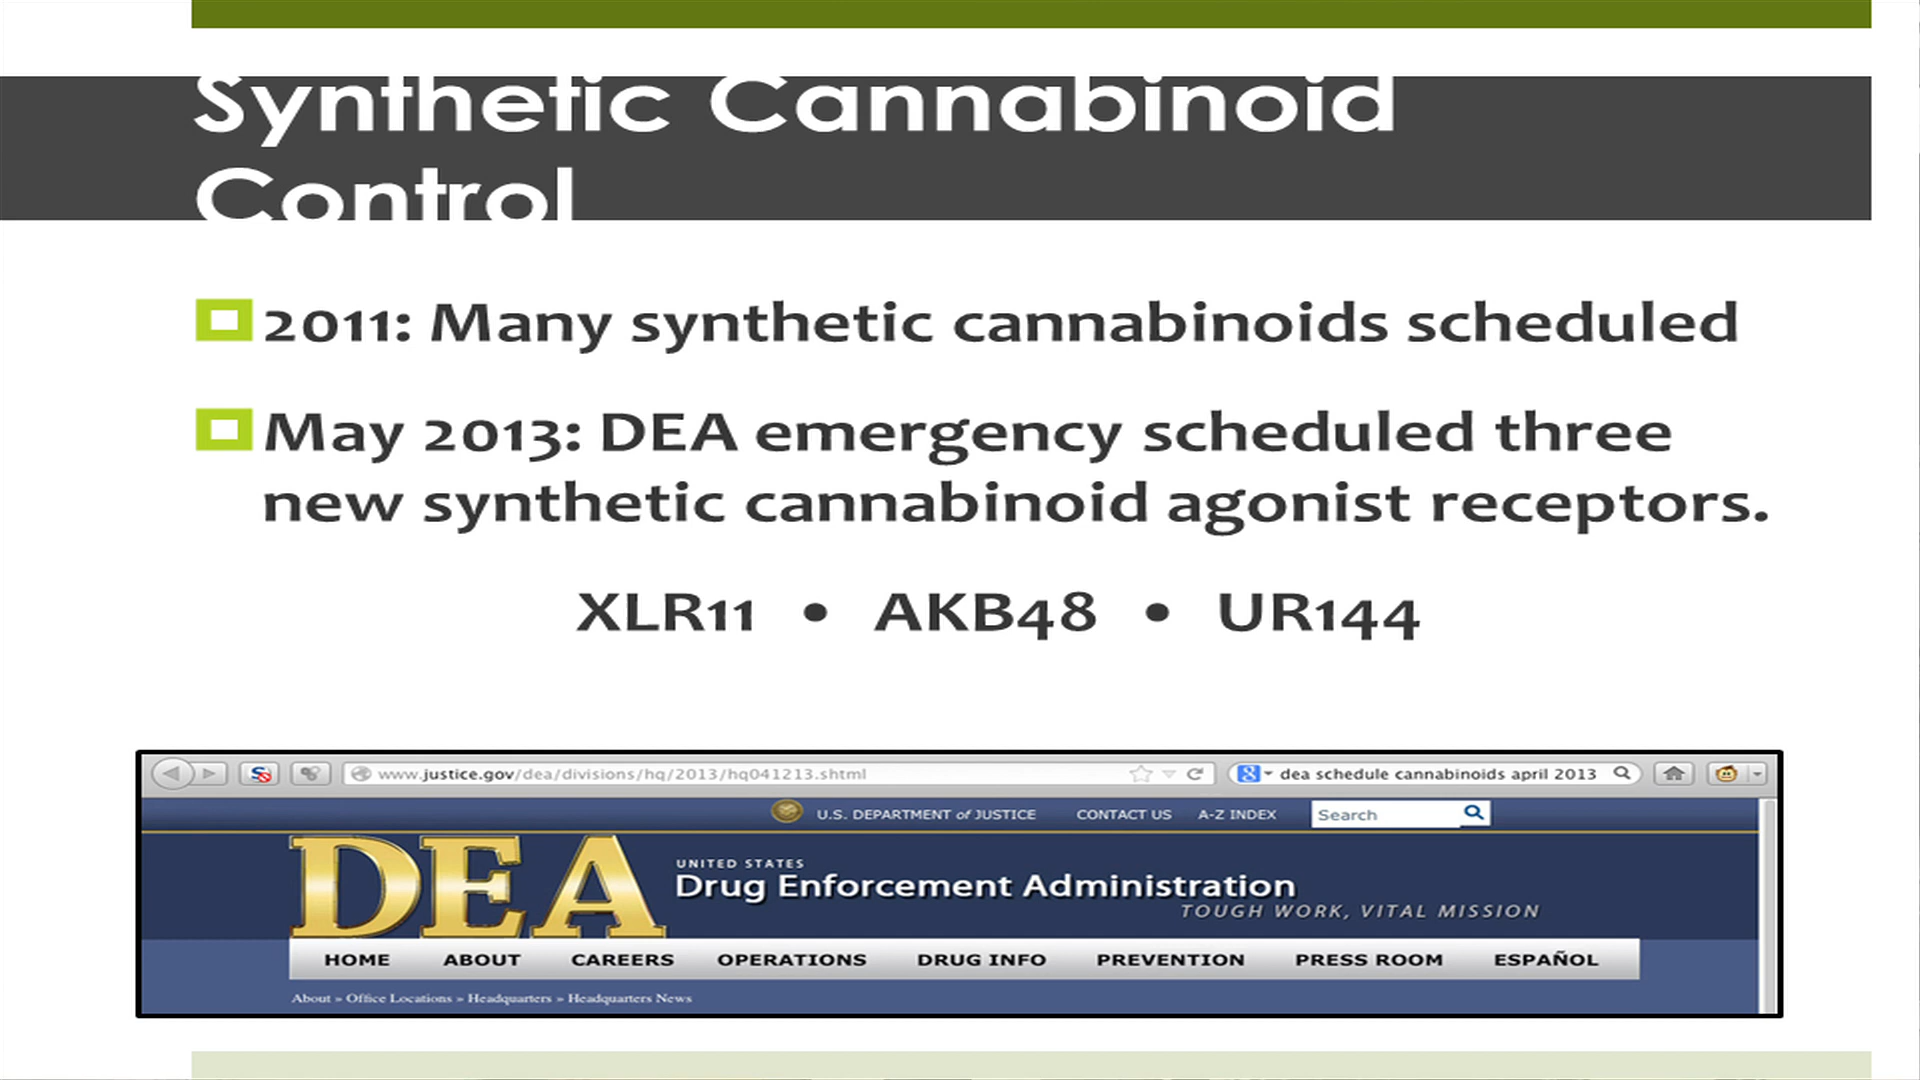 Synthetic Cannabinoid
Control
2011: Many synthetic cannabinoids scheduled
May 2013: DEA emergency scheduled three
new synthetic cannabinoid agonist receptors.
XLR11 • AKB48 • UR144
www.justice.gov/dea/divisions/hq/2013/hq041213.shtml
dea schedule cannabinoids april 2013
U.S. DEPARTMENT of JUSTICE CONTACT US A-Z INDEX Search
DEA
UNITED STATES
Drug Enforcement Administration
TOUGH WORK, VITAL MISSION
HOME ABOUT CAREERS OPERATIONS DRUG INFO PREVENTION PRESS ROOM ESPAÑOL
About » Office Locations » Headquarters » Headquarters News